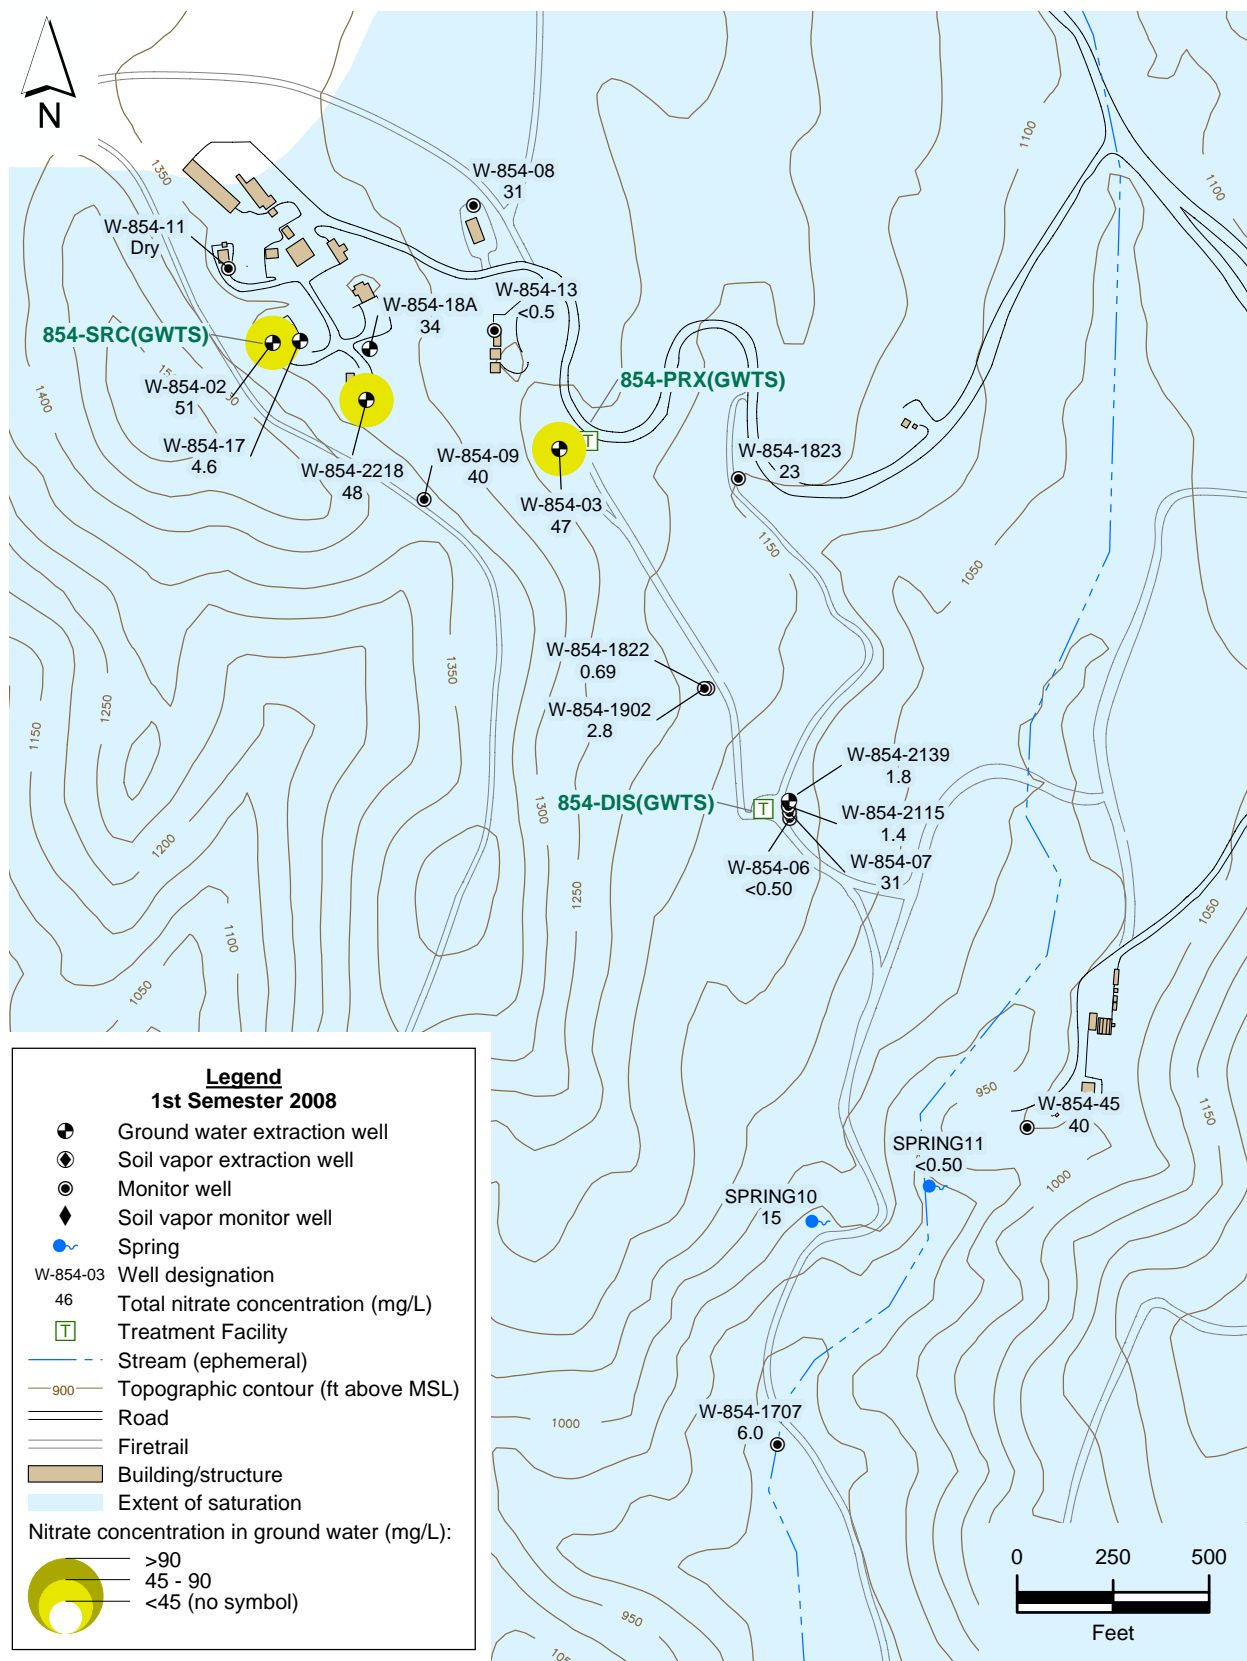 N
1350
1100
1100
W-854-08
31
W-854-11
Dry
W-854-13
<0.5
W-854-18A
34
854-SRC(GWTS)
W-854-02
51
1400
854-PRX(GWTS)
T
W-854-17
4.6
W-854-2218
48
W-854-09
40
W-854-03
47
W-854-1823
23
1150
1050
W-854-1822
0.69
W-854-1902
2.8
1350
1250
1150
1200
1300
854-DIS(GWTS)
T
W-854-2139
1.8
W-854-2115
1.4
W-854-06
<0.50
W-854-07
31
1250
1100
1050
1050
950
W-854-45
40
1150
1000
SPRING11
<0.50
SPRING10
15
W-854-1707
6.0
1000
950
Legend
1st Semester 2008
Ground water extraction well
Soil vapor extraction well
Monitor well
Soil vapor monitor well
Spring
W-854-03 Well designation
46 Total nitrate concentration (mg/L)
T Treatment Facility
Stream (ephemeral)
900 Topographic contour (ft above MSL)
Road
Firetrail
Building/structure
Extent of saturation
Nitrate concentration in ground water (mg/L):
>90
45 - 90
<45 (no symbol)
0 250 500
Feet